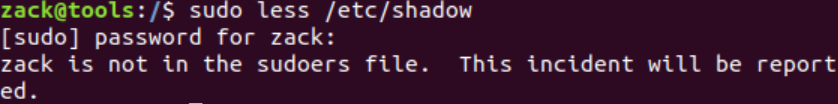 zack@tools:/$ sudo less /etc/shadow
[sudo] password for zack:
zack is not in the sudoers file.  This incident will be report
ed.